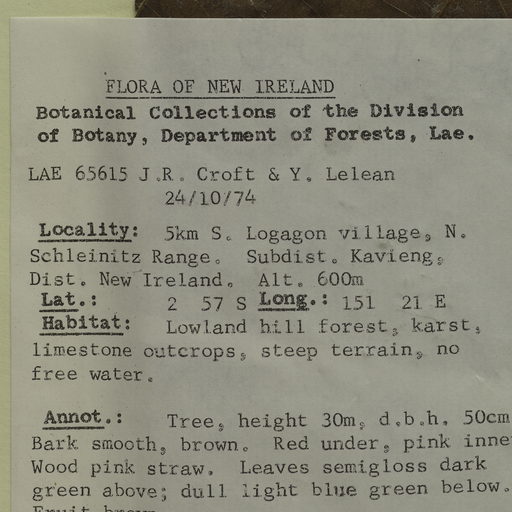 FLORA OF NEW IRELAND
Botanical Collections of the Division
of Botany, Department of Forests, Lae.
LAE 65615 J.R. Croft & Y. Lelean
24/10/74
Locality: 5km S. Logagon village, N.
Schleinitz Range. Subdist. Kavieng,
Dist. New Ireland. Alt. 600m
Lat.: 2 57 S Long.: 151 21 E
Habitat: Lowland hill forest, karst,
limestone outcrops, steep terrain, no
free water.
Annot.: Tree, height 30m, d.b.h. 50cm
Bark smooth, brown. Red under, pink inne
Wood pink straw. Leaves semigloss dark
green above; dull light blue green below.
Fruit brown